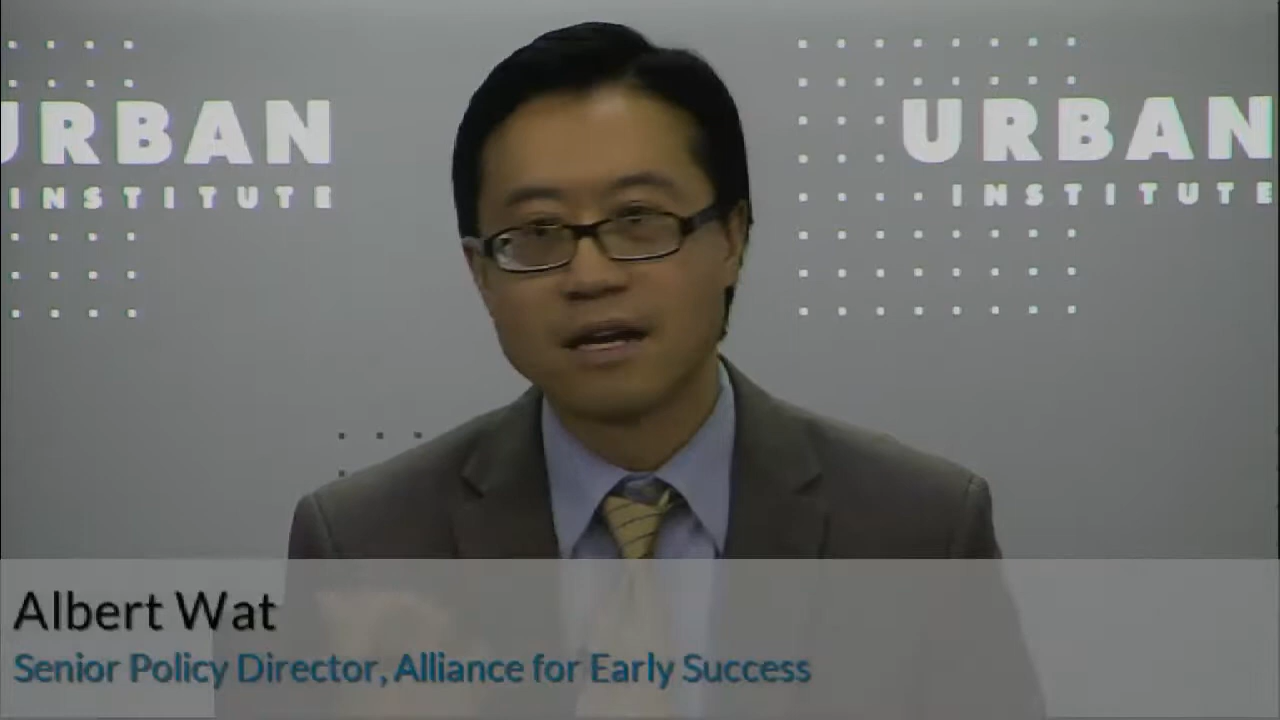 URBAN
INSTITUTE
URBAN
INSTITUTE
Albert Wat
Senior Policy Director, Alliance for Early Success